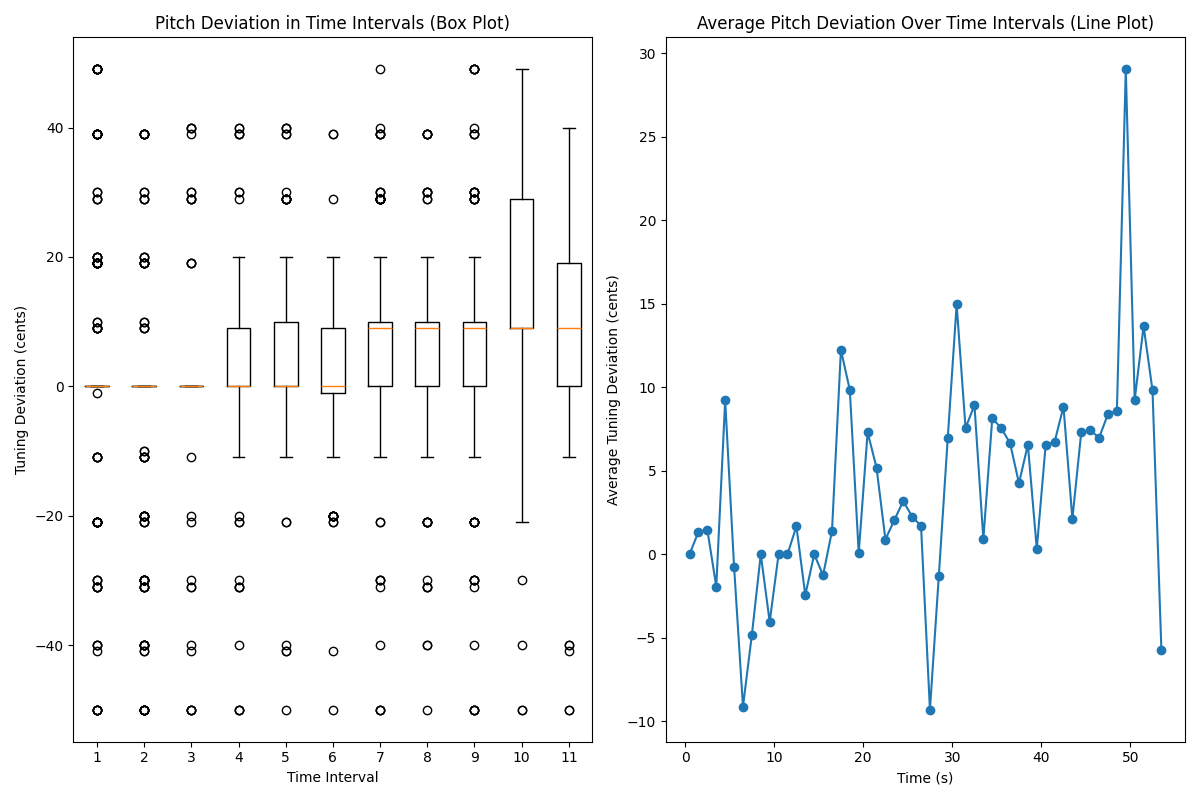 Pitch Deviation in Time Intervals (Box Plot)
Tuning Deviation (cents)
40
20
0
−20
−40
1 2 3 4 5 6 7 8 9 10 11
Time Interval
Average Pitch Deviation Over Time Intervals (Line Plot)
Average Tuning Deviation (cents)
30
25
20
15
10
5
0
−5
−10
0 10 20 30 40 50
Time (s)